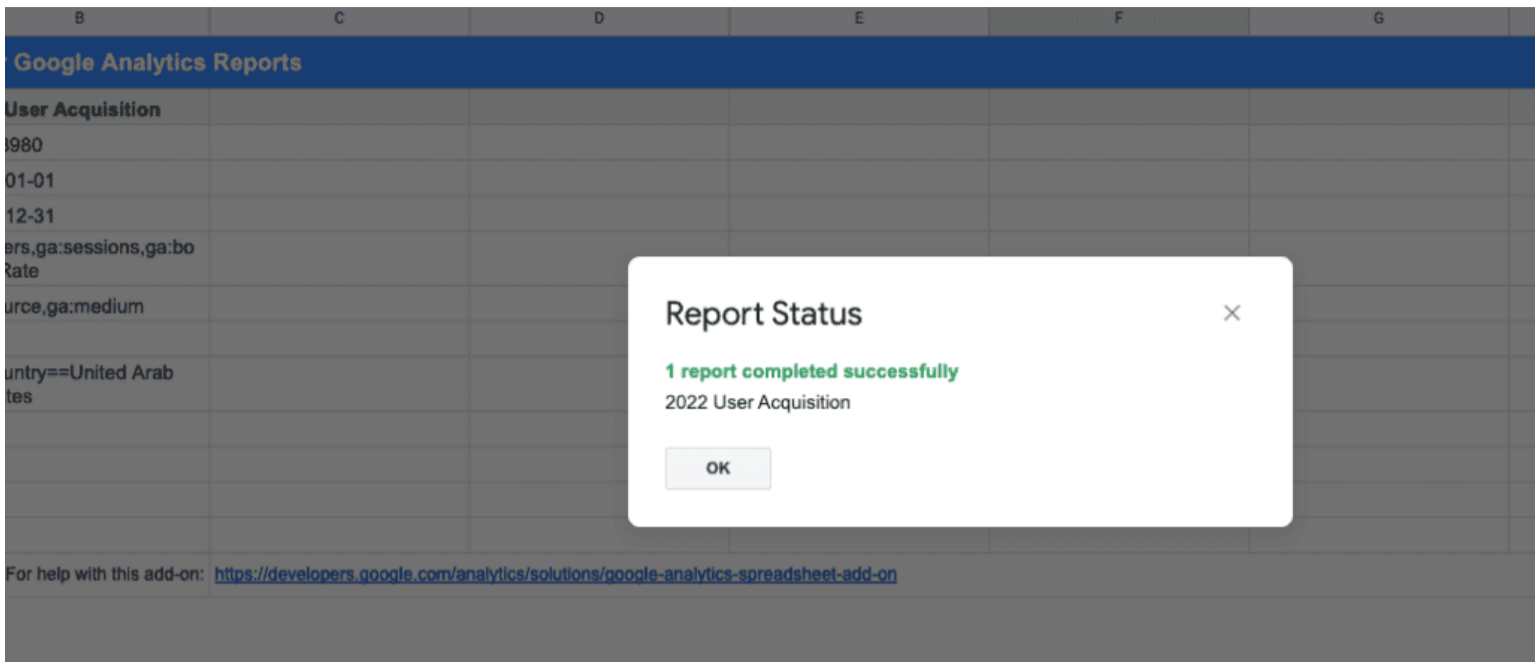 B C D E F G
Google Analytics Reports
User Acquisition
3980
01-01
12-31
ers,ga:sessions,ga:bo
Rate
urce,ga:medium
untry==United Arab
tes
Report Status
1 report completed successfully
2022 User Acquisition
OK
For help with this add-on: https://developers.google.com/analytics/solutions/google-analytics-spreadsheet-add-on